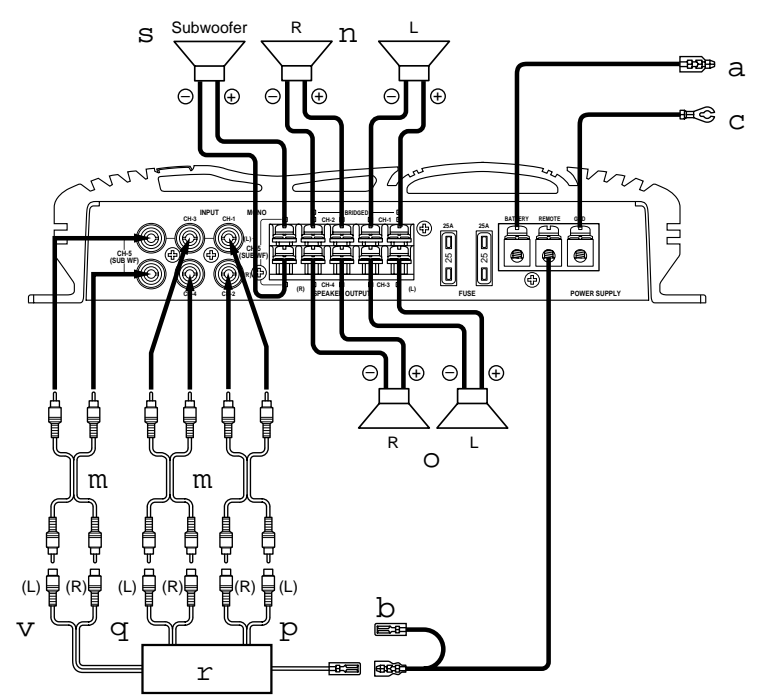 s Subwoofer R n L
⊖ ⊕ ⊖ ⊕ ⊖ ⊕
a
c
INPUT MONO BRIDGED
CH-3 CH-1 CH-2 CH-1 25A 25A BATTERY REMOTE GND
(L)
CH-5 (SUB WF) CH-5 (SUB WF) 25 25
(R)
CH-4 CH-2 (R) CH-4 CH-3 (L)
SPEAKER OUTPUT FUSE POWER SUPPLY
⊖ ⊕ ⊖ ⊕
R L
o
m m
(L) (R) (L) (R) (R) (L)
v q p b
r